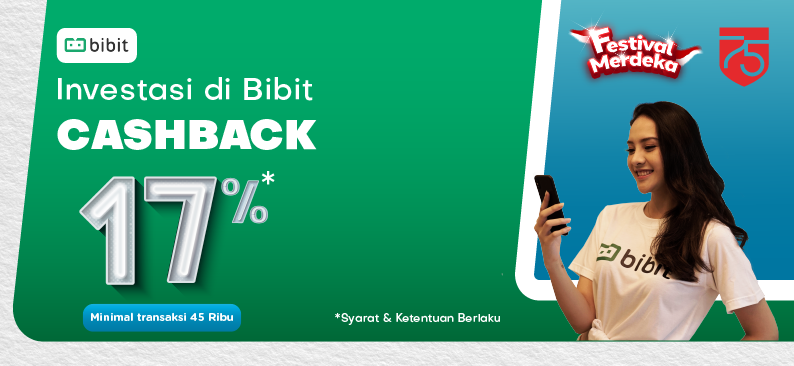 bibit
Investasi di Bibit
CASHBACK
17%*
Minimal transaksi 45 Ribu
*Syarat & Ketentuan Berlaku
Festival
Merdeka
75
bibit